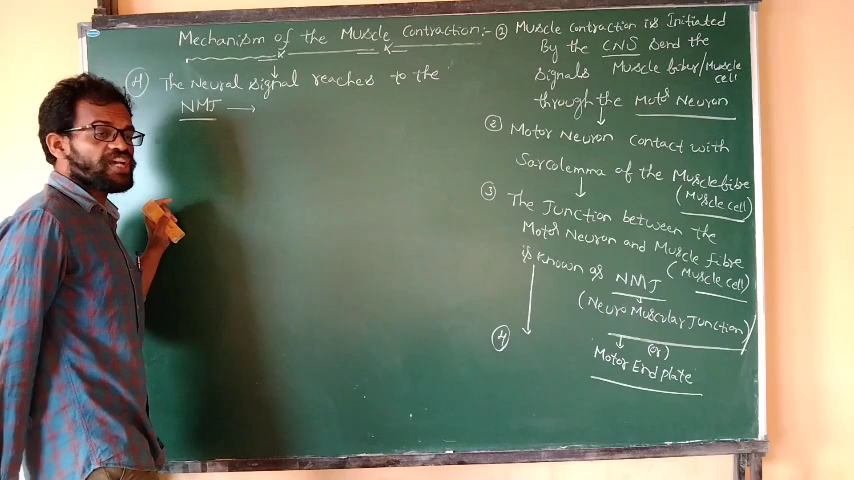 Mechanism of the Muscle Contraction:-
① Muscle contraction is Initiated
By the CNS send the
signals Muscle fiber/Muscle cell
through the Motor Neuron
② Motor Neuron contact with
Sarcolemma of the Muscle fibre
(Muscle cell)
③ The Junction between the
Motor Neuron and Muscle fibre
(Muscle cell)
is known as NMJ
(Neuro Muscular Junction)
(or)
Motor End plate
④
④ The Neural signal reaches to the
NMJ →